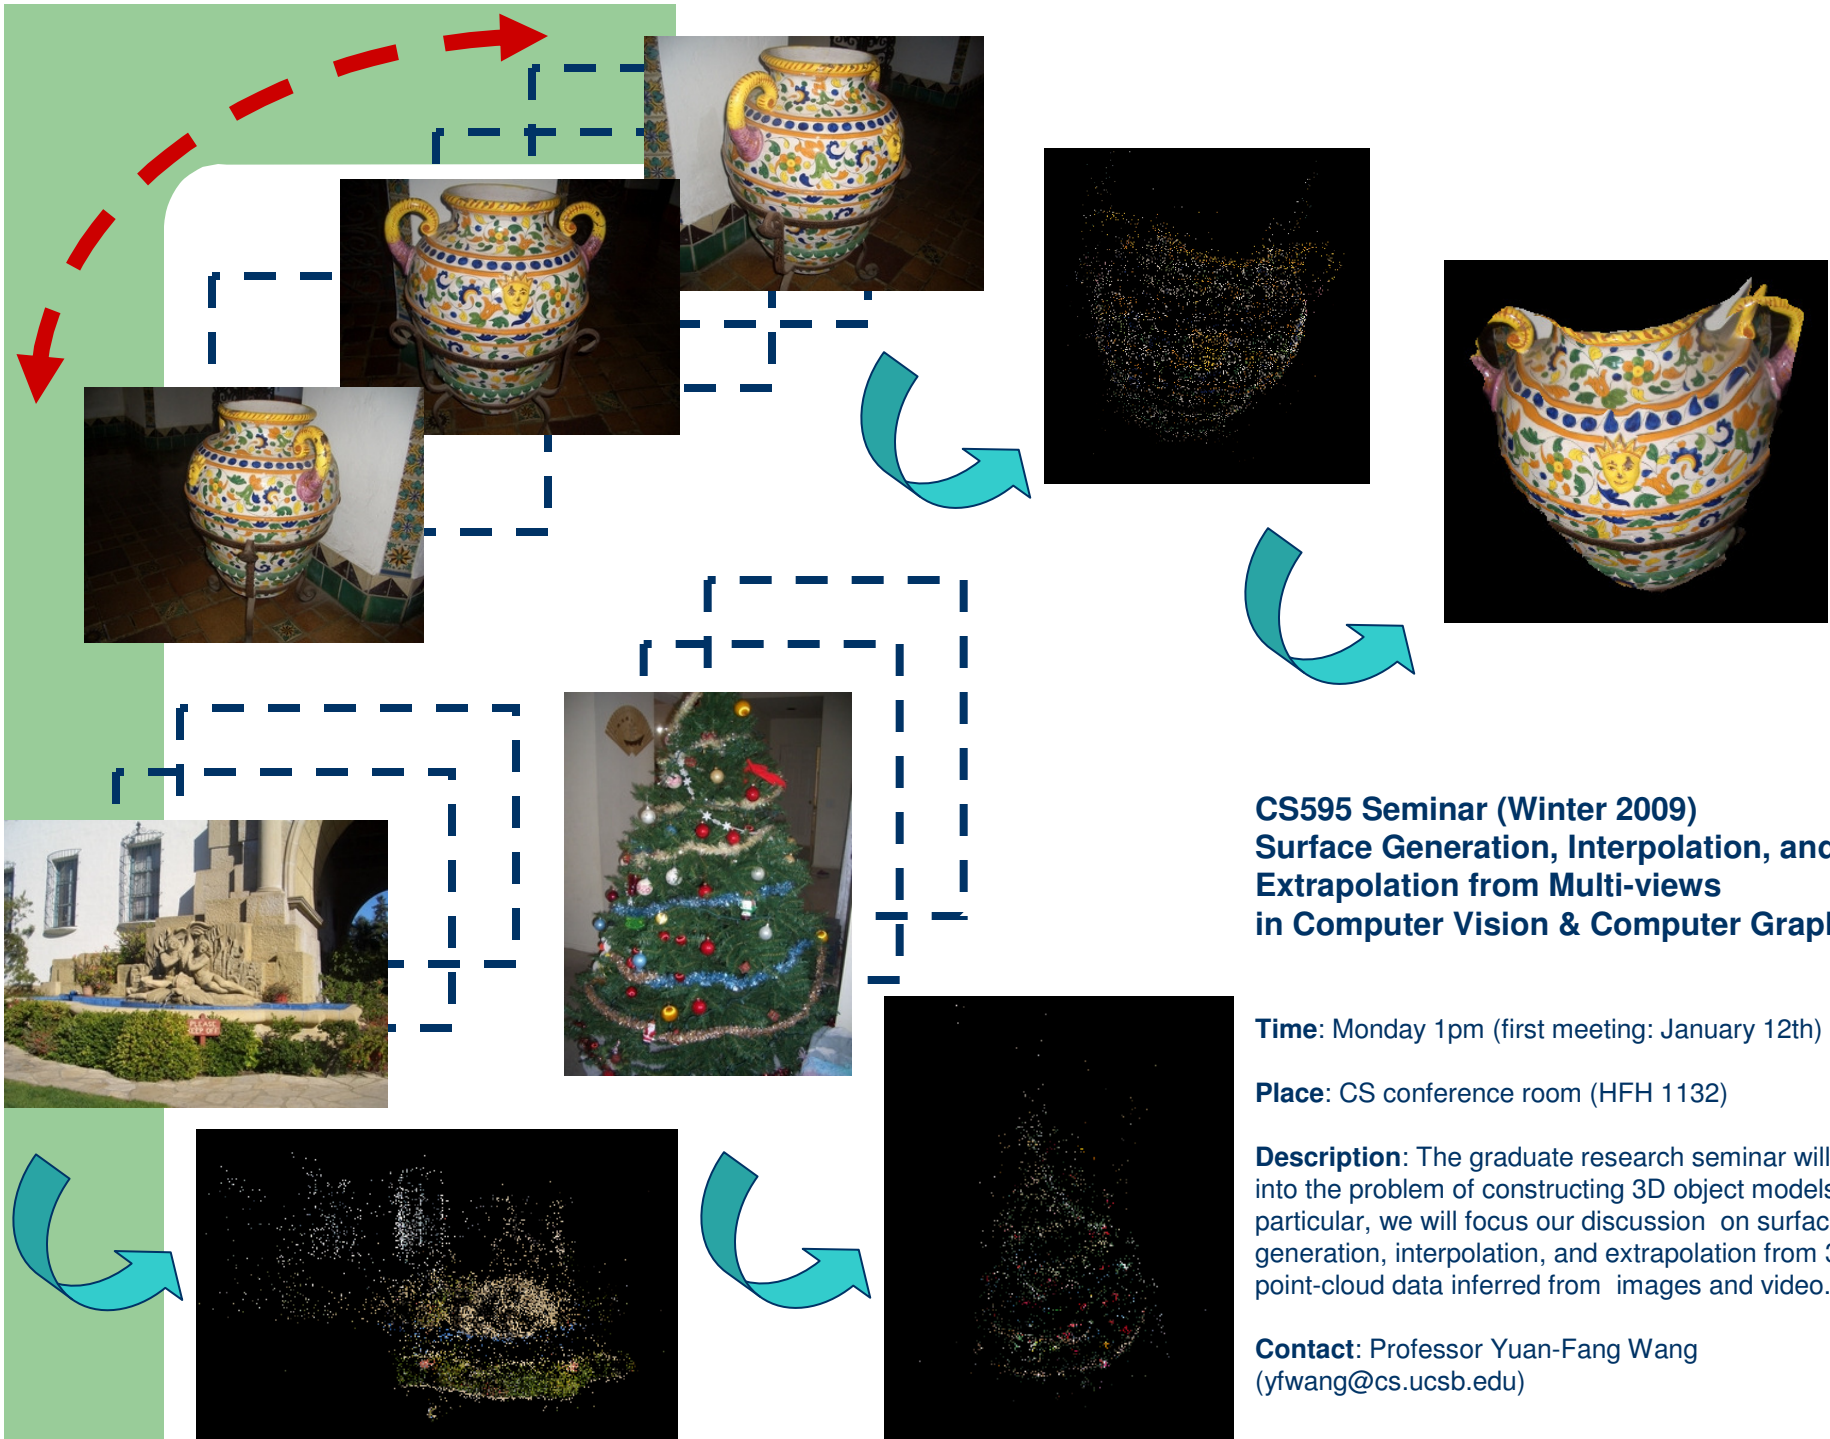 CS595 Seminar (Winter 2009)
Surface Generation, Interpolation, and
Extrapolation from Multi-views
in Computer Vision & Computer
Time: Monday 1pm (first meeting: January 12th)
Place: CS conference room (HFH 1132)
Description: The graduate research seminar will
into the problem of constructing 3D object models
particular, we will focus our discussion on
generation, interpolation, and extrapolation from
point-cloud data inferred from images and video.
Contact: Professor Yuan-Fang Wang
(yfwang@cs.ucsb.edu)
PLEASE
KEEP OFF